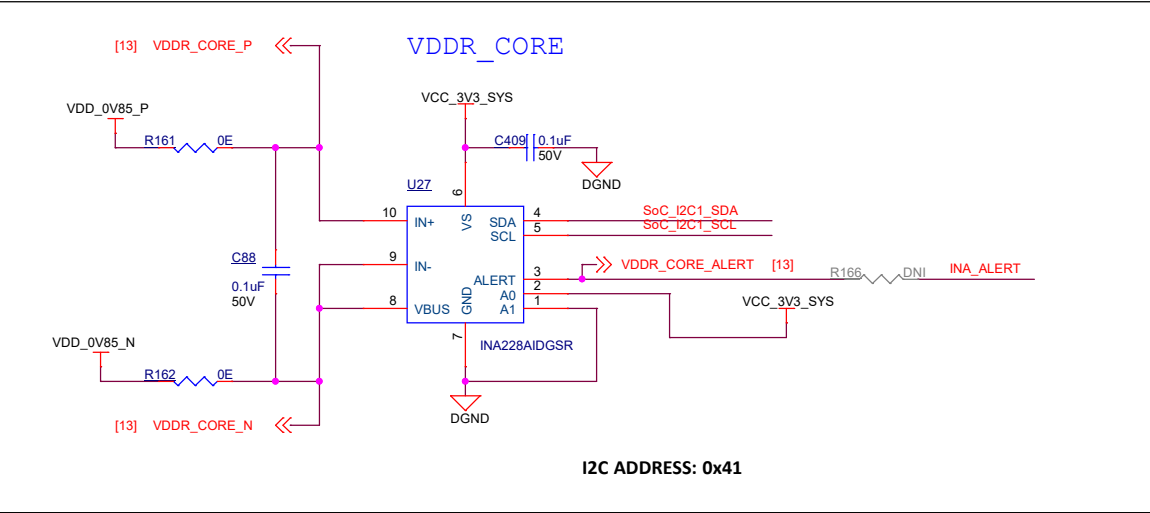 [13] VDDR_CORE_P
VDDR_CORE
VCC_3V3_SYS
VDD_0V85_P
R161 0E
C409 0.1uF
50V
DGND
U27
6
10 IN+ VS SDA 4 SoC_I2C1_SDA
SCL 5 SoC_I2C1_SCL
9 IN-
C88
0.1uF
50V
ALERT 3 VDDR_CORE_ALERT [13] R166 DNI INA_ALERT
A0 2
8 VBUS GND A1 1
VCC_3V3_SYS
7
INA228AIDGSR
VDD_0V85_N
R162 0E
DGND
[13] VDDR_CORE_N
I2C ADDRESS: 0x41